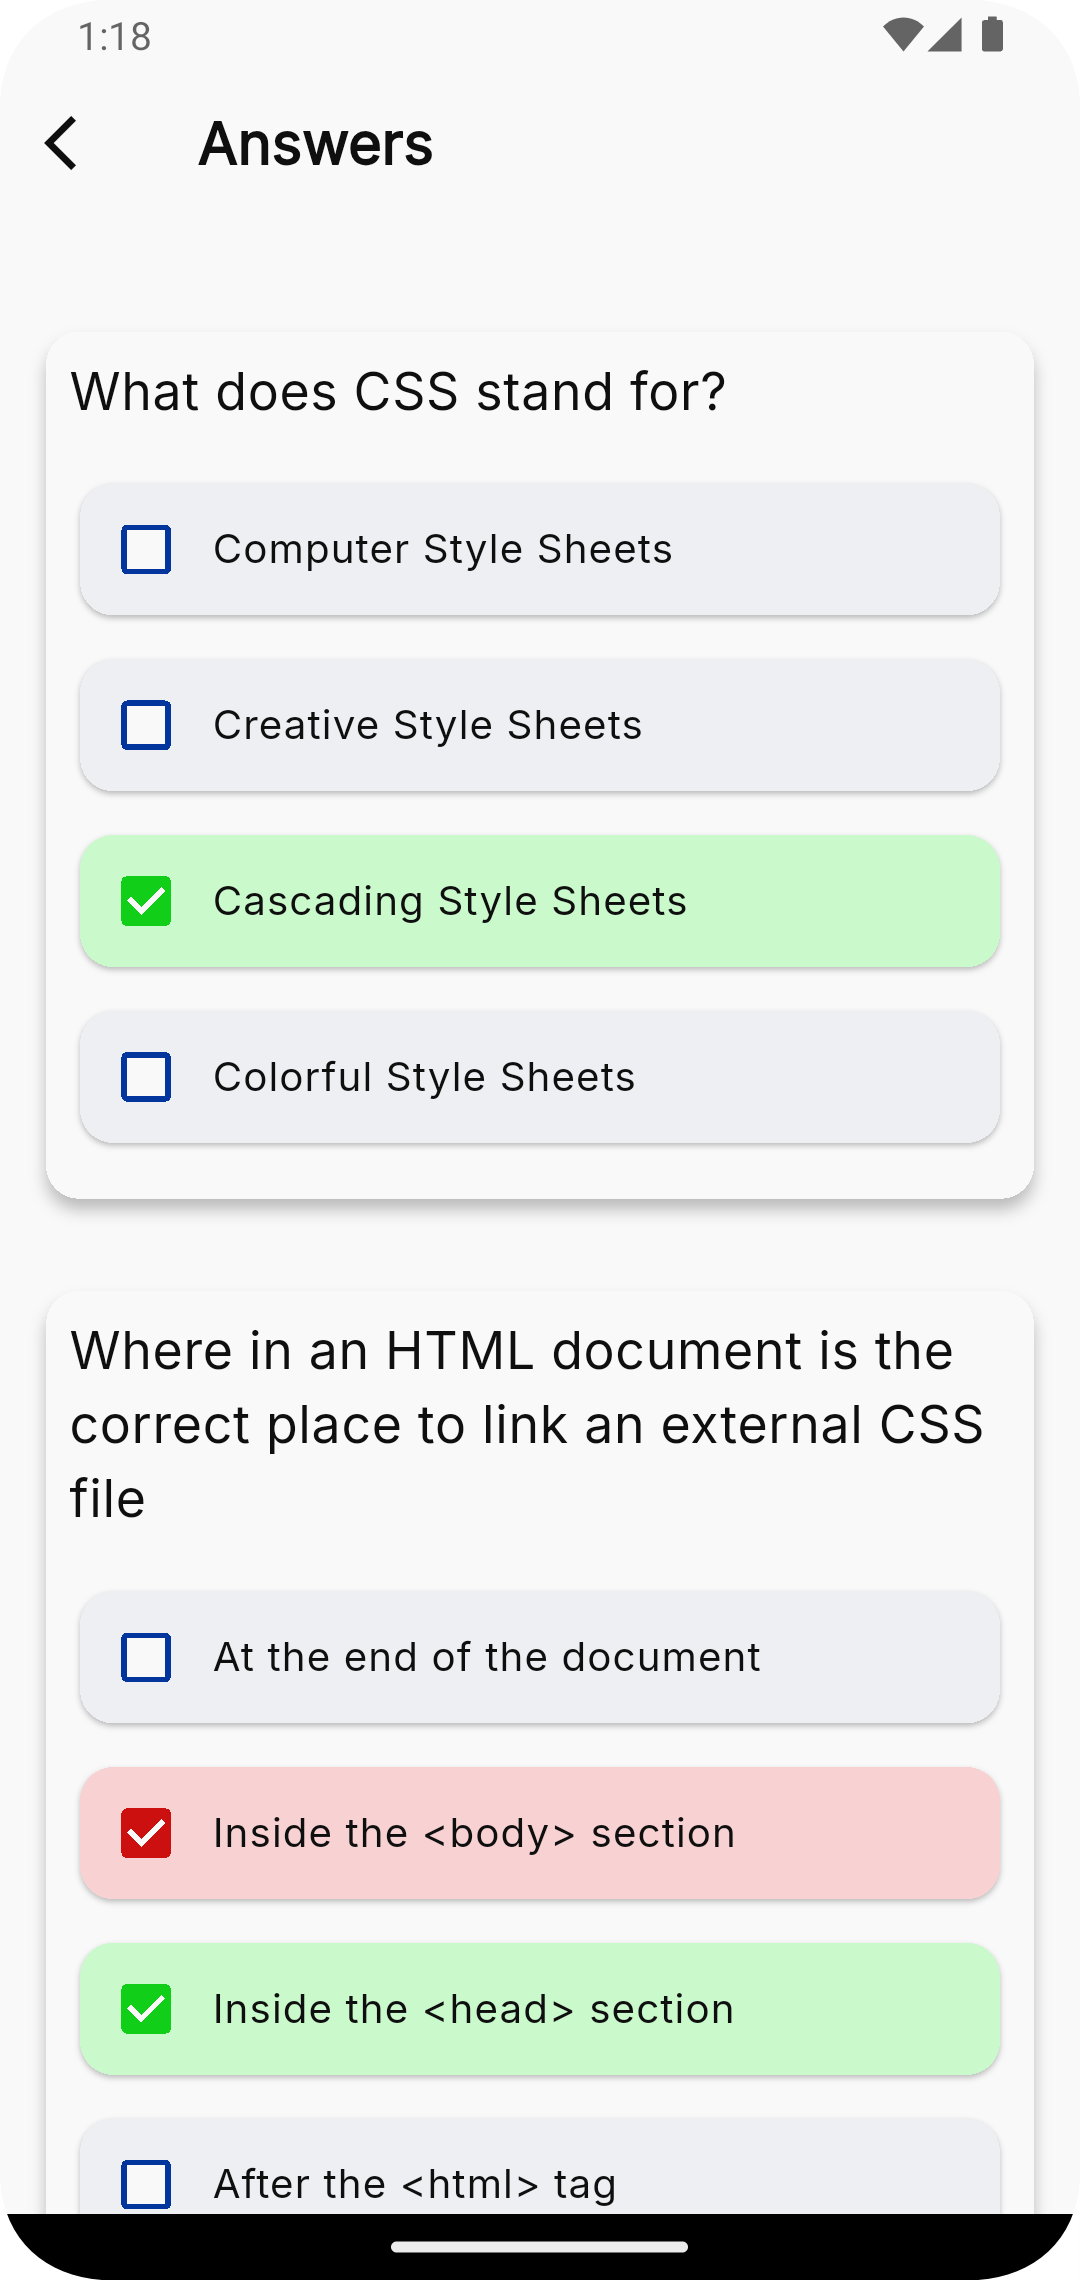 1:18
Answers
What does CSS stand for?
Computer Style Sheets
Creative Style Sheets
Cascading Style Sheets
Colorful Style Sheets
Where in an HTML document is the
correct place to link an external CSS
file
At the end of the document
Inside the <body> section
Inside the <head> section
After the <html> tag